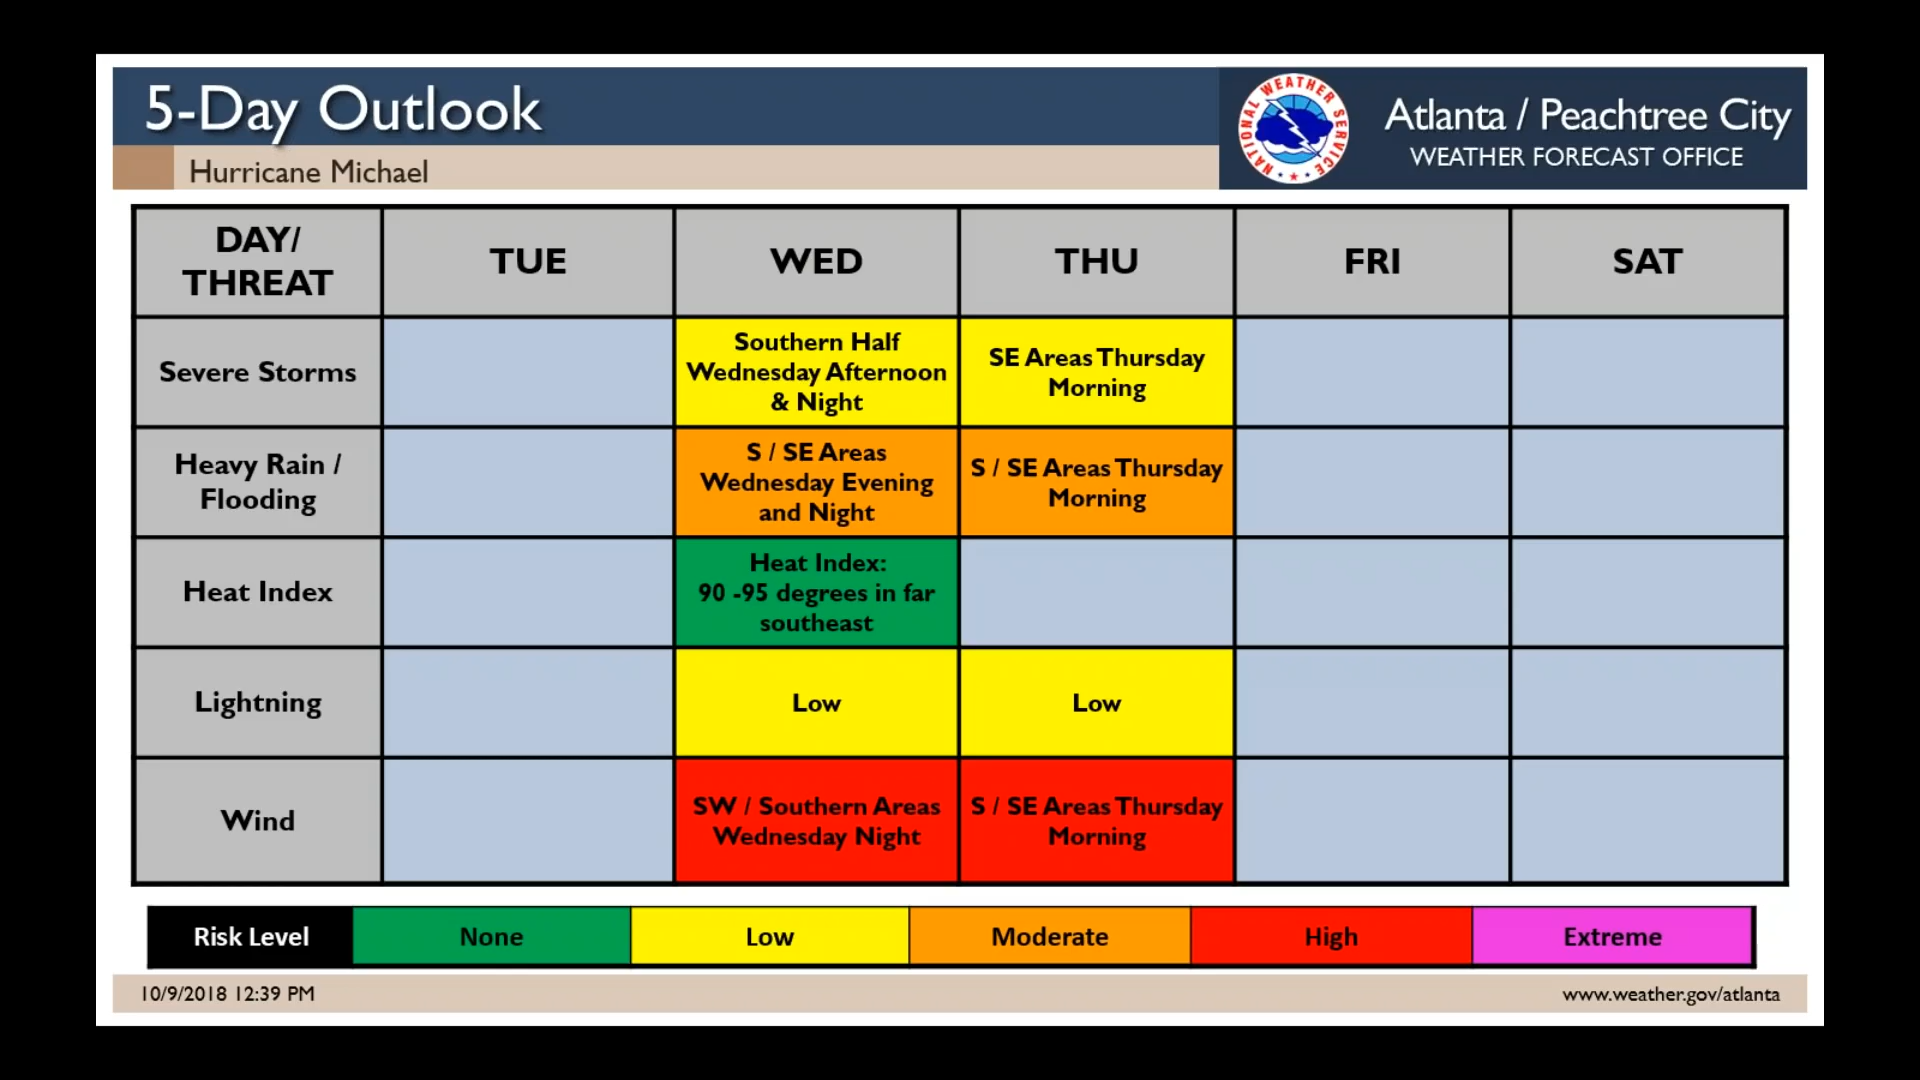 5-Day Outlook
Hurricane Michael
NATIONAL WEATHER SERVICE
Atlanta / Peachtree City
WEATHER FORECAST OFFICE
DAY/
THREAT
TUE
WED
THU
FRI
SAT
Severe Storms
Southern Half
Wednesday Afternoon
& Night
SE Areas Thursday
Morning
Heavy Rain /
Flooding
S / SE Areas
Wednesday Evening
and Night
S / SE Areas Thursday
Morning
Heat Index
Heat Index:
90 -95 degrees in far
southeast
Lightning
Low
Low
Wind
SW / Southern Areas
Wednesday Night
S / SE Areas Thursday
Morning
Risk Level
None
Low
Moderate
High
Extreme
10/9/2018 12:39 PM
www.weather.gov/atlanta